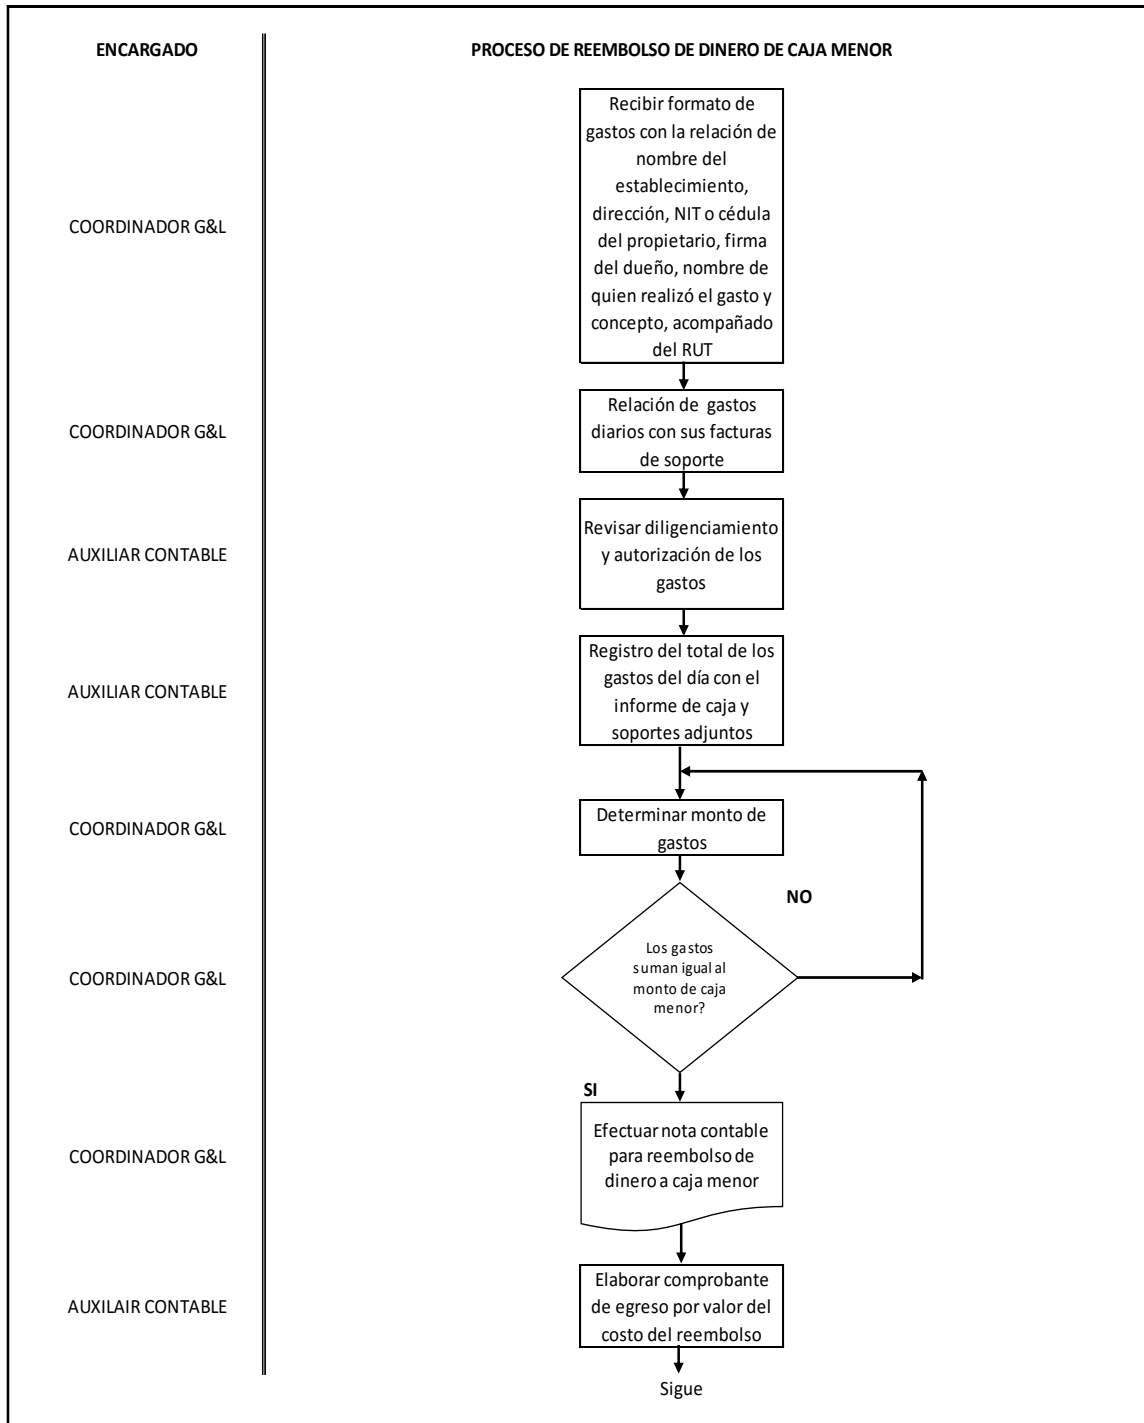 ENCARGADO
PROCESO DE REEMBOLSO DE DINERO DE CAJA MENOR
COORDINADOR G&L
Recibir formato de
gastos con la relación de
nombre del
establecimiento,
dirección, NIT o cédula
del propietario, firma
del dueño, nombre de
quien realizó el gasto y
concepto, acompañado
del RUT
COORDINADOR G&L
Relación de gastos
diarios con sus facturas
de soporte
AUXILIAR CONTABLE
Revisar diligenciamiento
y autorización de los
gastos
AUXILIAR CONTABLE
Registro del total de los
gastos del día con el
informe de caja y
soportes adjuntos
COORDINADOR G&L
Determinar monto de
gastos
NO
COORDINADOR G&L
Los gastos
suman igual al
monto de caja
menor?
SI
COORDINADOR G&L
Efectuar nota contable
para reembolso de
dinero a caja menor
AUXILAIR CONTABLE
Elaborar comprobante
de egreso por valor del
costo del reembolso
Sigue